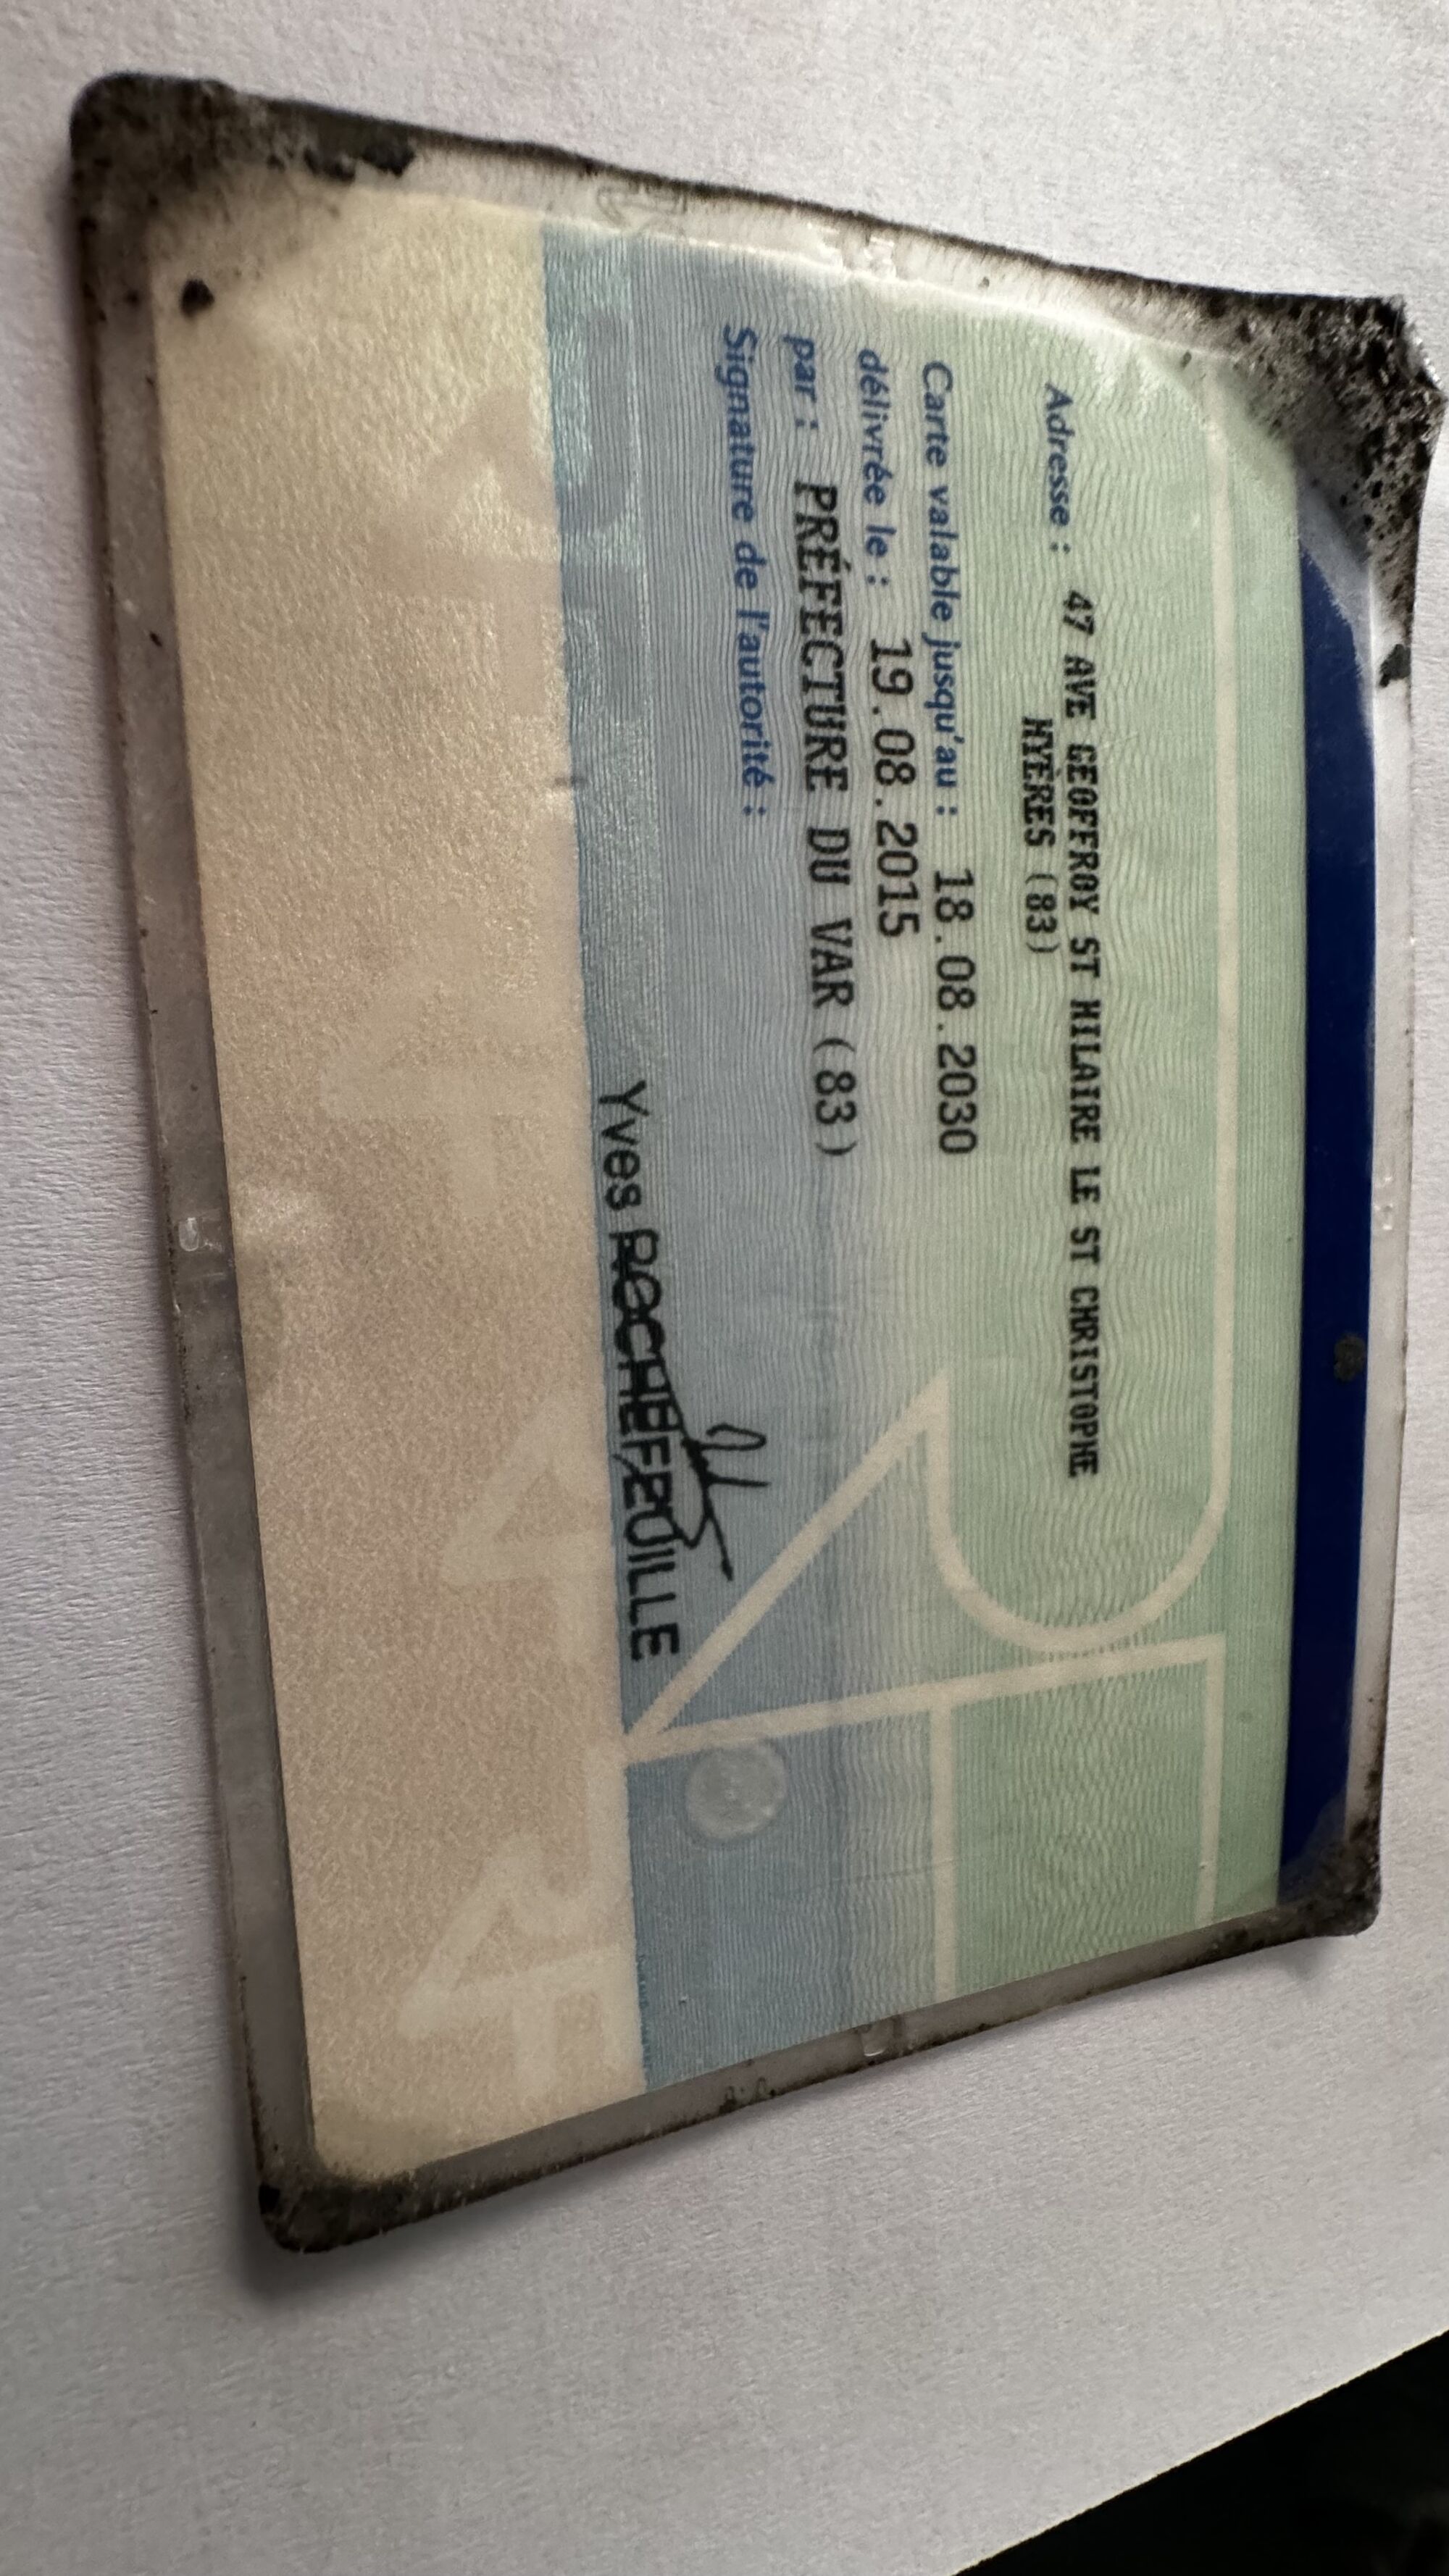 Adresse : 47 AVE GEOFFROY ST HILAIRE LE ST CHRISTOPHE
HYÈRES (83)
Carte valable jusqu'au : 18.08.2030
délivrée le : 19.08.2015
par : PRÉFECTURE DU VAR (83)
Signature de l'autorité :
Yves ROCHEFEUILLE
RF